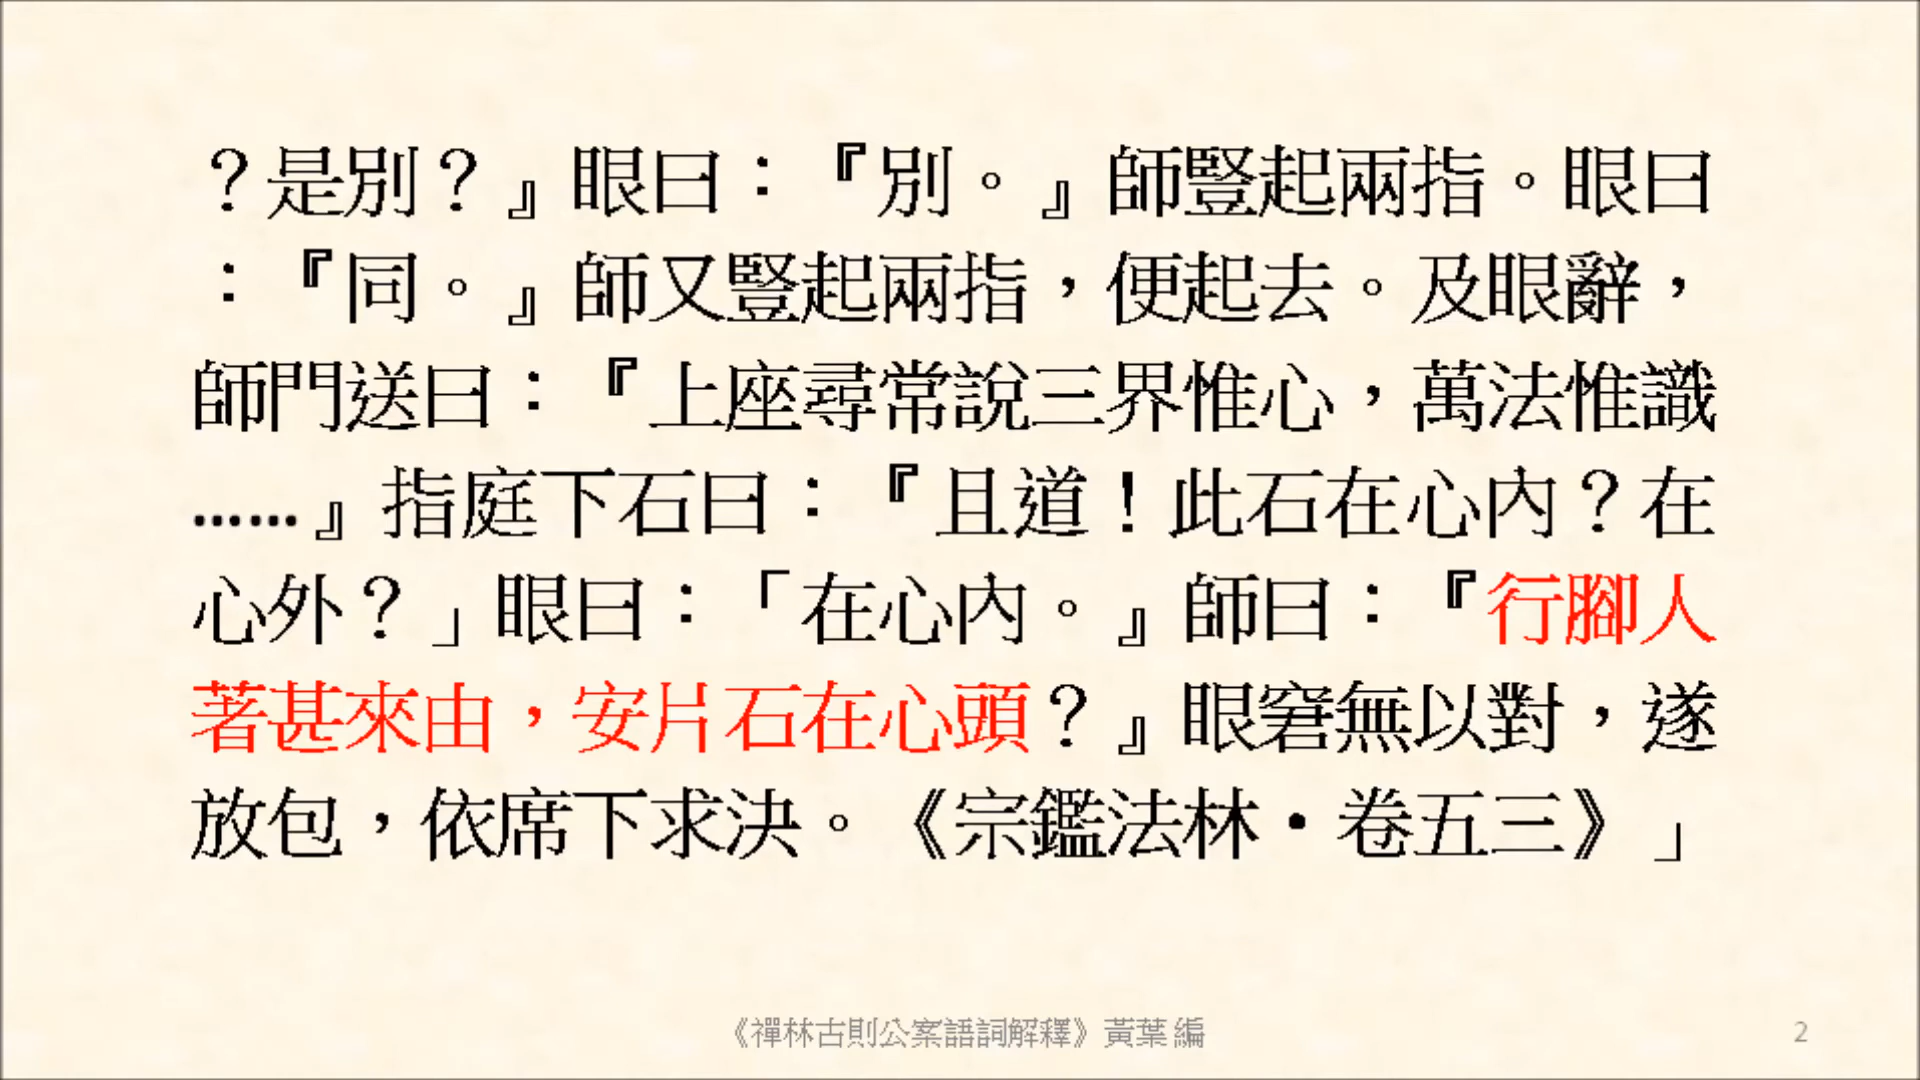 ？是別？』眼曰：『別。』師豎起兩指。眼曰
：『同。』師又豎起兩指，便起去。及眼辭，
師門送曰：『上座尋常說三界惟心，萬法惟識
……』指庭下石曰：『且道！此石在心內？在
心外？」眼曰：「在心內。』師曰：『行腳人
著甚來由，安片石在心頭？』眼窘無以對，遂
放包，依席下求決。《宗鑑法林•卷五三》」
《禪林古則公案語詞解釋》黃葉編
2